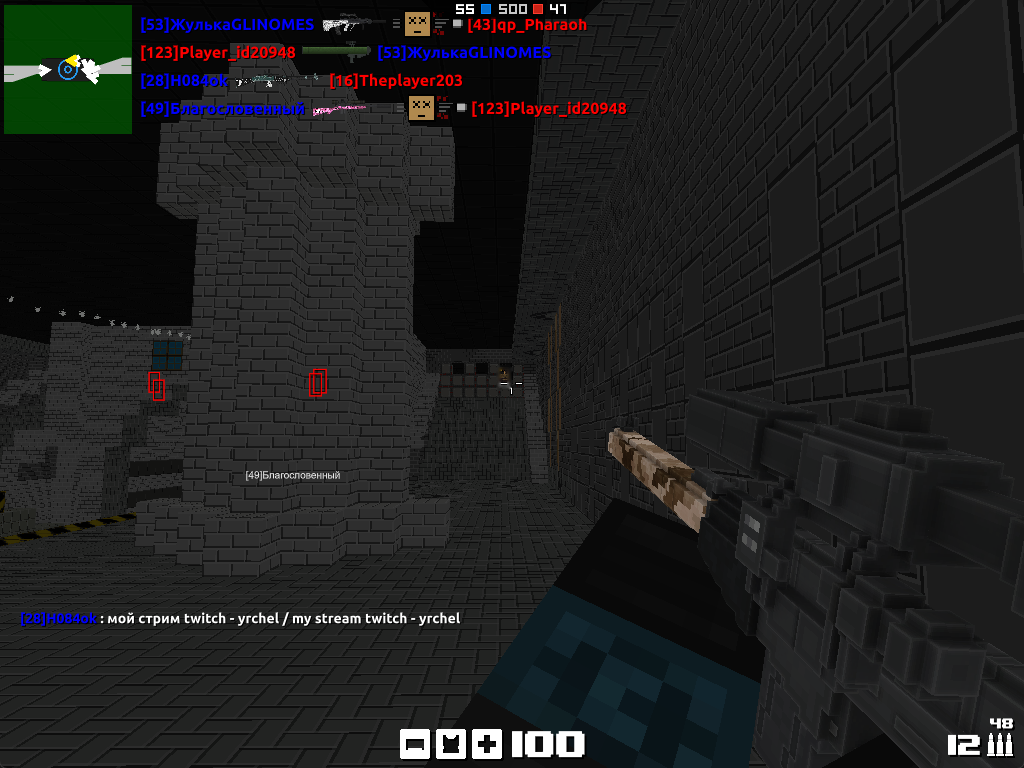 55 500 47
[53]ЖулькаGLINOMES [43]qp_Pharaoh
[123]Player_id20948 [53]ЖулькаGLINOMES
[28]H084ok [16]Theplayer203
[49]Благословенный [123]Player_id20948
[49]Благословенный
[28]H084ok : мой стрим twitch - yrchel / my stream twitch - yrchel
100
48
12